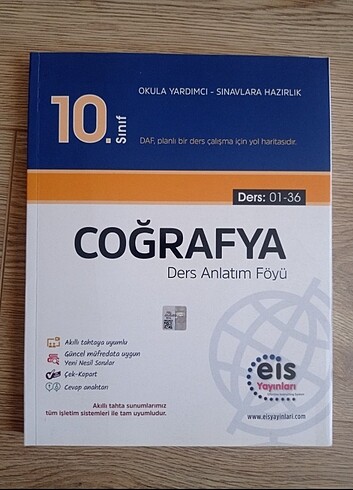 OKULA YARDIMCI - SINAVLARA HAZIRLIK
10.
Sınıf
DAF, planlı bir ders çalışma için yol haritasıdır.
Ders: 01-36
COĞRAFYA
Ders Anlatım Föyü
Akıllı tahtaya uyumlu
Güncel müfredata uygun
Yeni Nesil Sorular
Çek-Kopart
Cevap anahtarı
eis
Yayınları
Akıllı tahta sunumlarımız
tüm işletim sistemleri ile tam uyumludur.
www.eisyayinlari.com